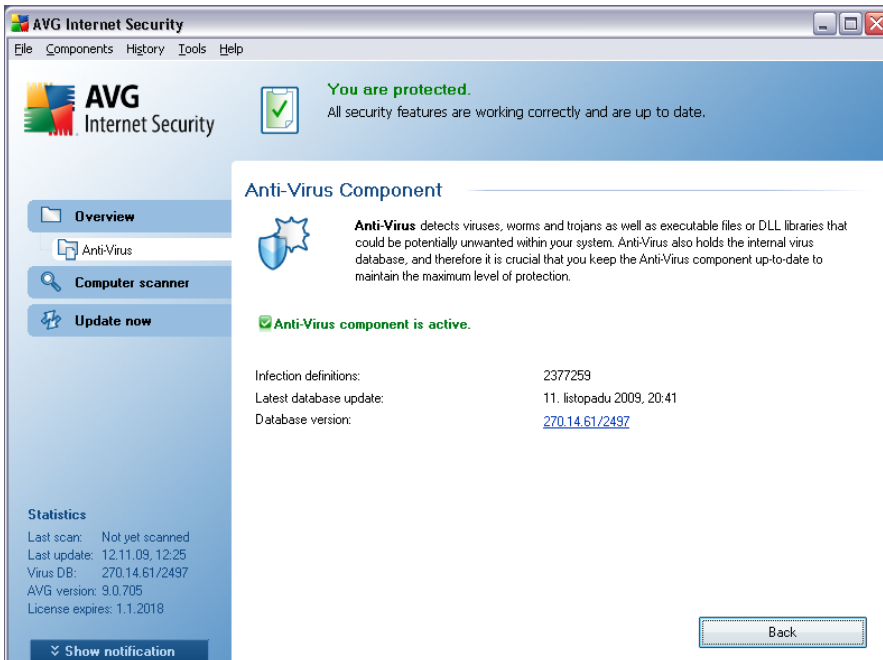 AVG Internet Security
File Components History Tools Help
AVG
Internet Security
You are protected.
All security features are working correctly and are up to date.
Overview
Anti-Virus
Computer scanner
Update now
Anti-Virus Component
Anti-Virus detects viruses, worms and trojans as well as executable files or DLL libraries that
could be potentially unwanted within your system. Anti-Virus also holds the internal virus
database, and therefore it is crucial that you keep the Anti-Virus component up-to-date to
maintain the maximum level of protection.
Anti-Virus component is active.
Infection definitions: 2377259
Latest database update: 11. listopadu 2009, 20:41
Database version: 270.14.61/2497
Statistics
Last scan: Not yet scanned
Last update: 12.11.09, 12:25
Virus DB: 270.14.61/2497
AVG version: 9.0.705
License expires: 1.1.2018
Show notification
Back